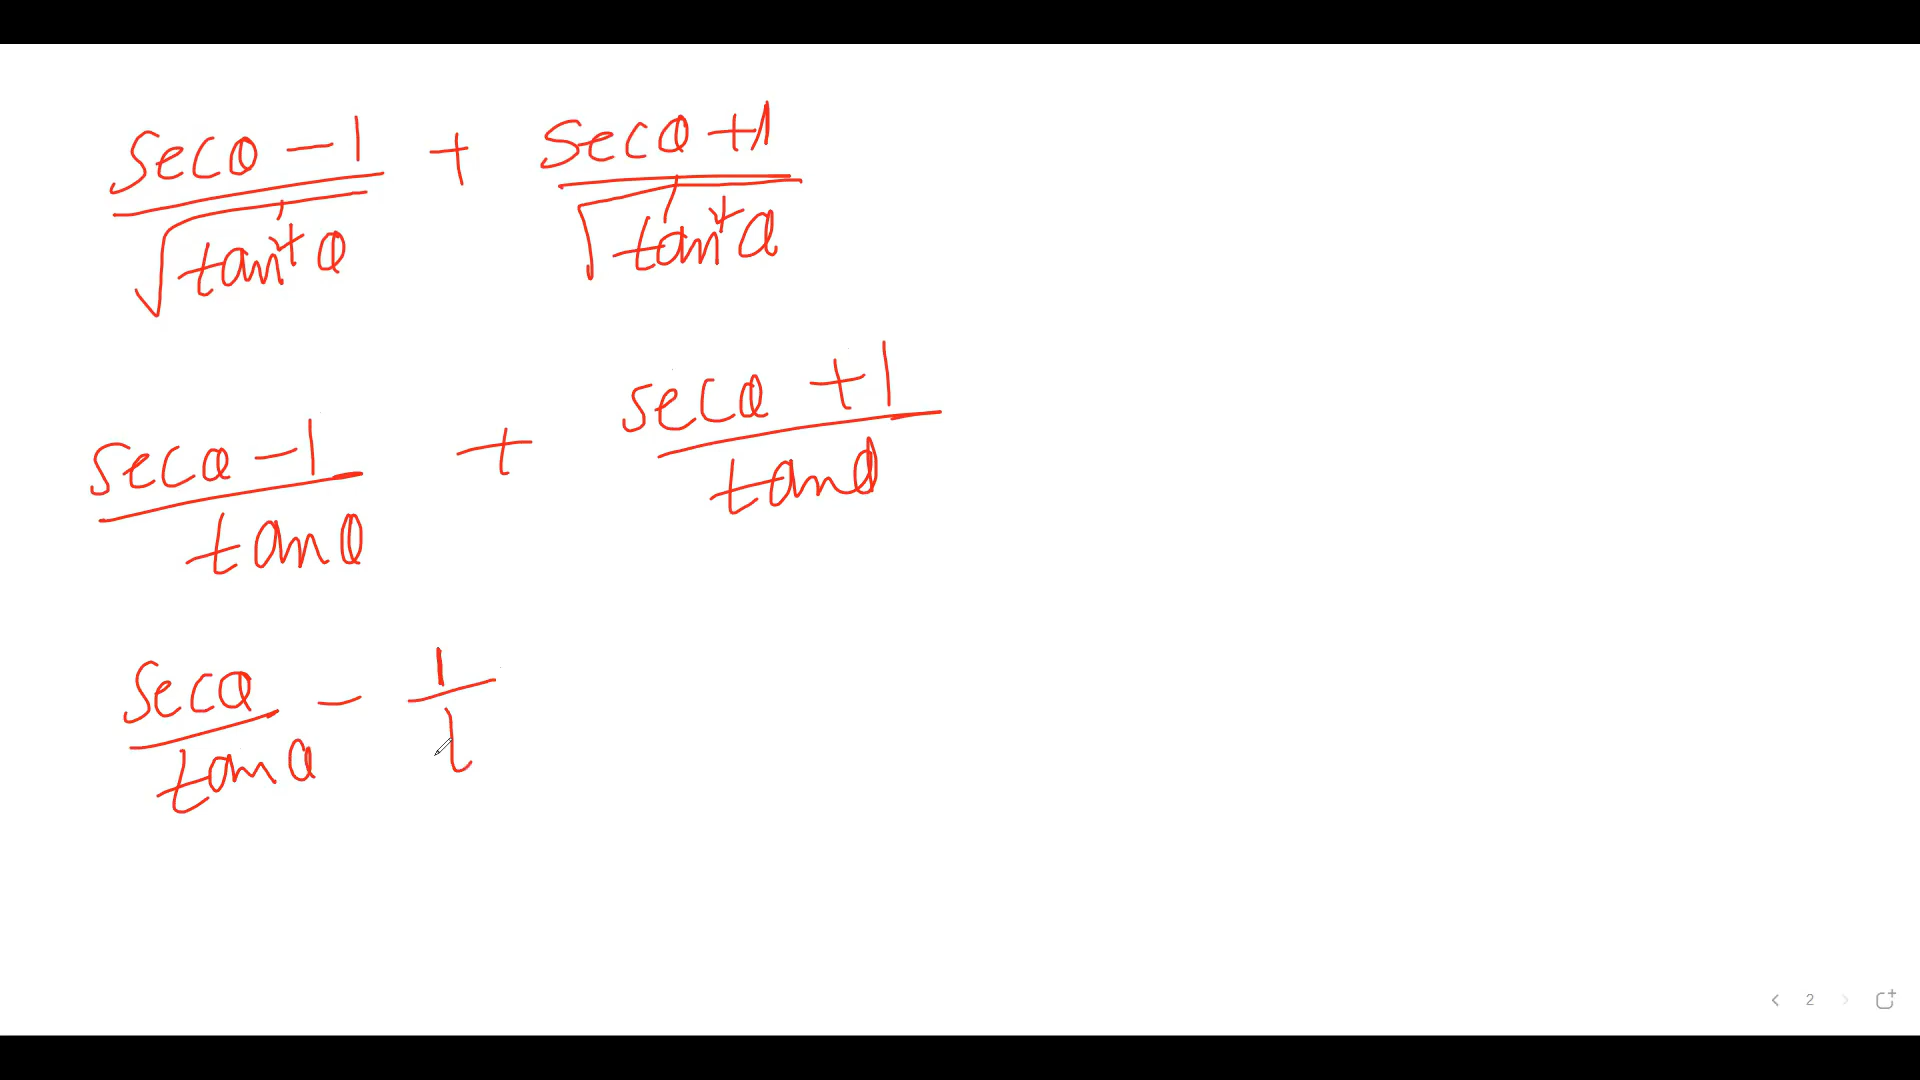 secθ - 1 / √tan²θ + secθ + 1 / √tan²θ
secθ - 1 / tanθ + secθ + 1 / tanθ
secθ / tanθ - 1 / t
2